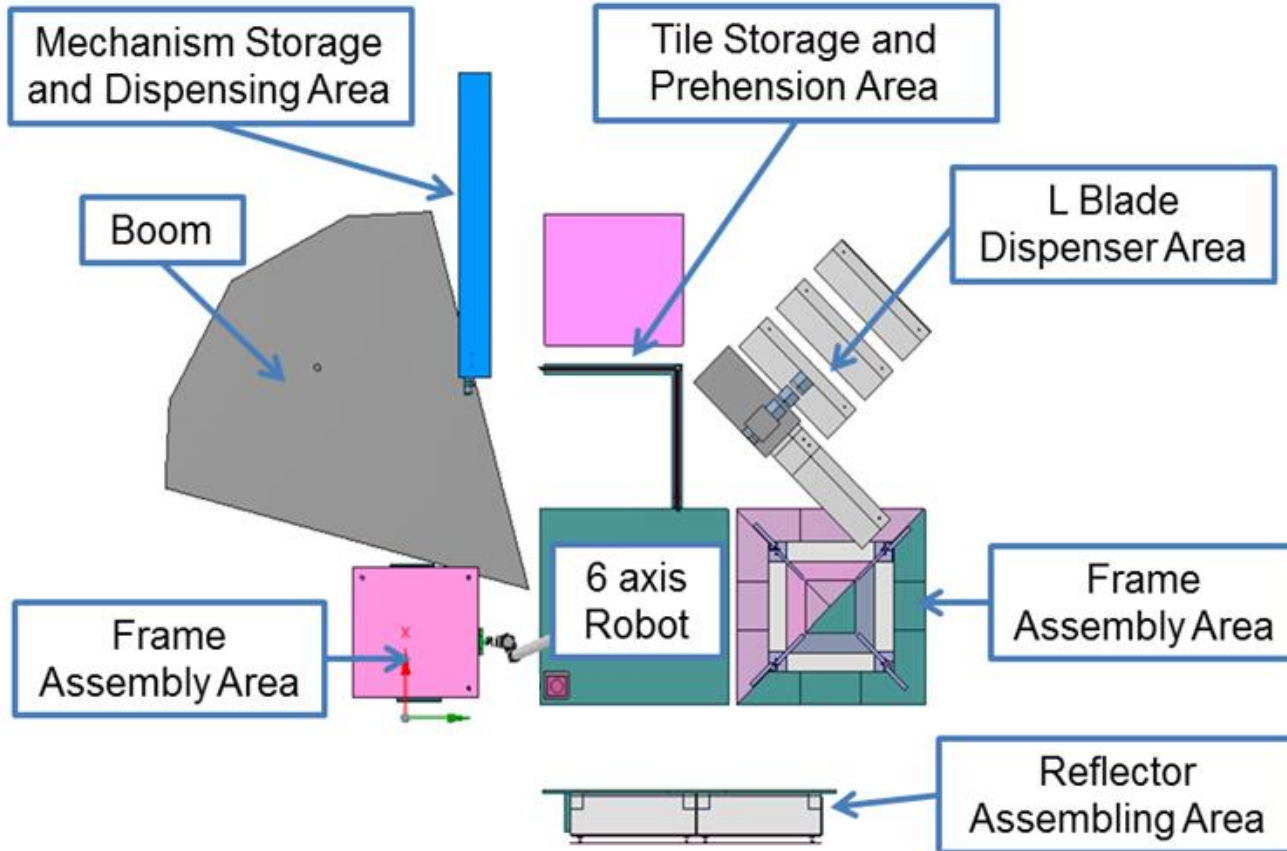 Mechanism Storage
and Dispensing Area
Tile Storage and
Prehension Area
Boom
L Blade
Dispenser Area
6 axis
Robot
Frame
Assembly Area
X
Frame
Assembly Area
Reflector
Assembling Area